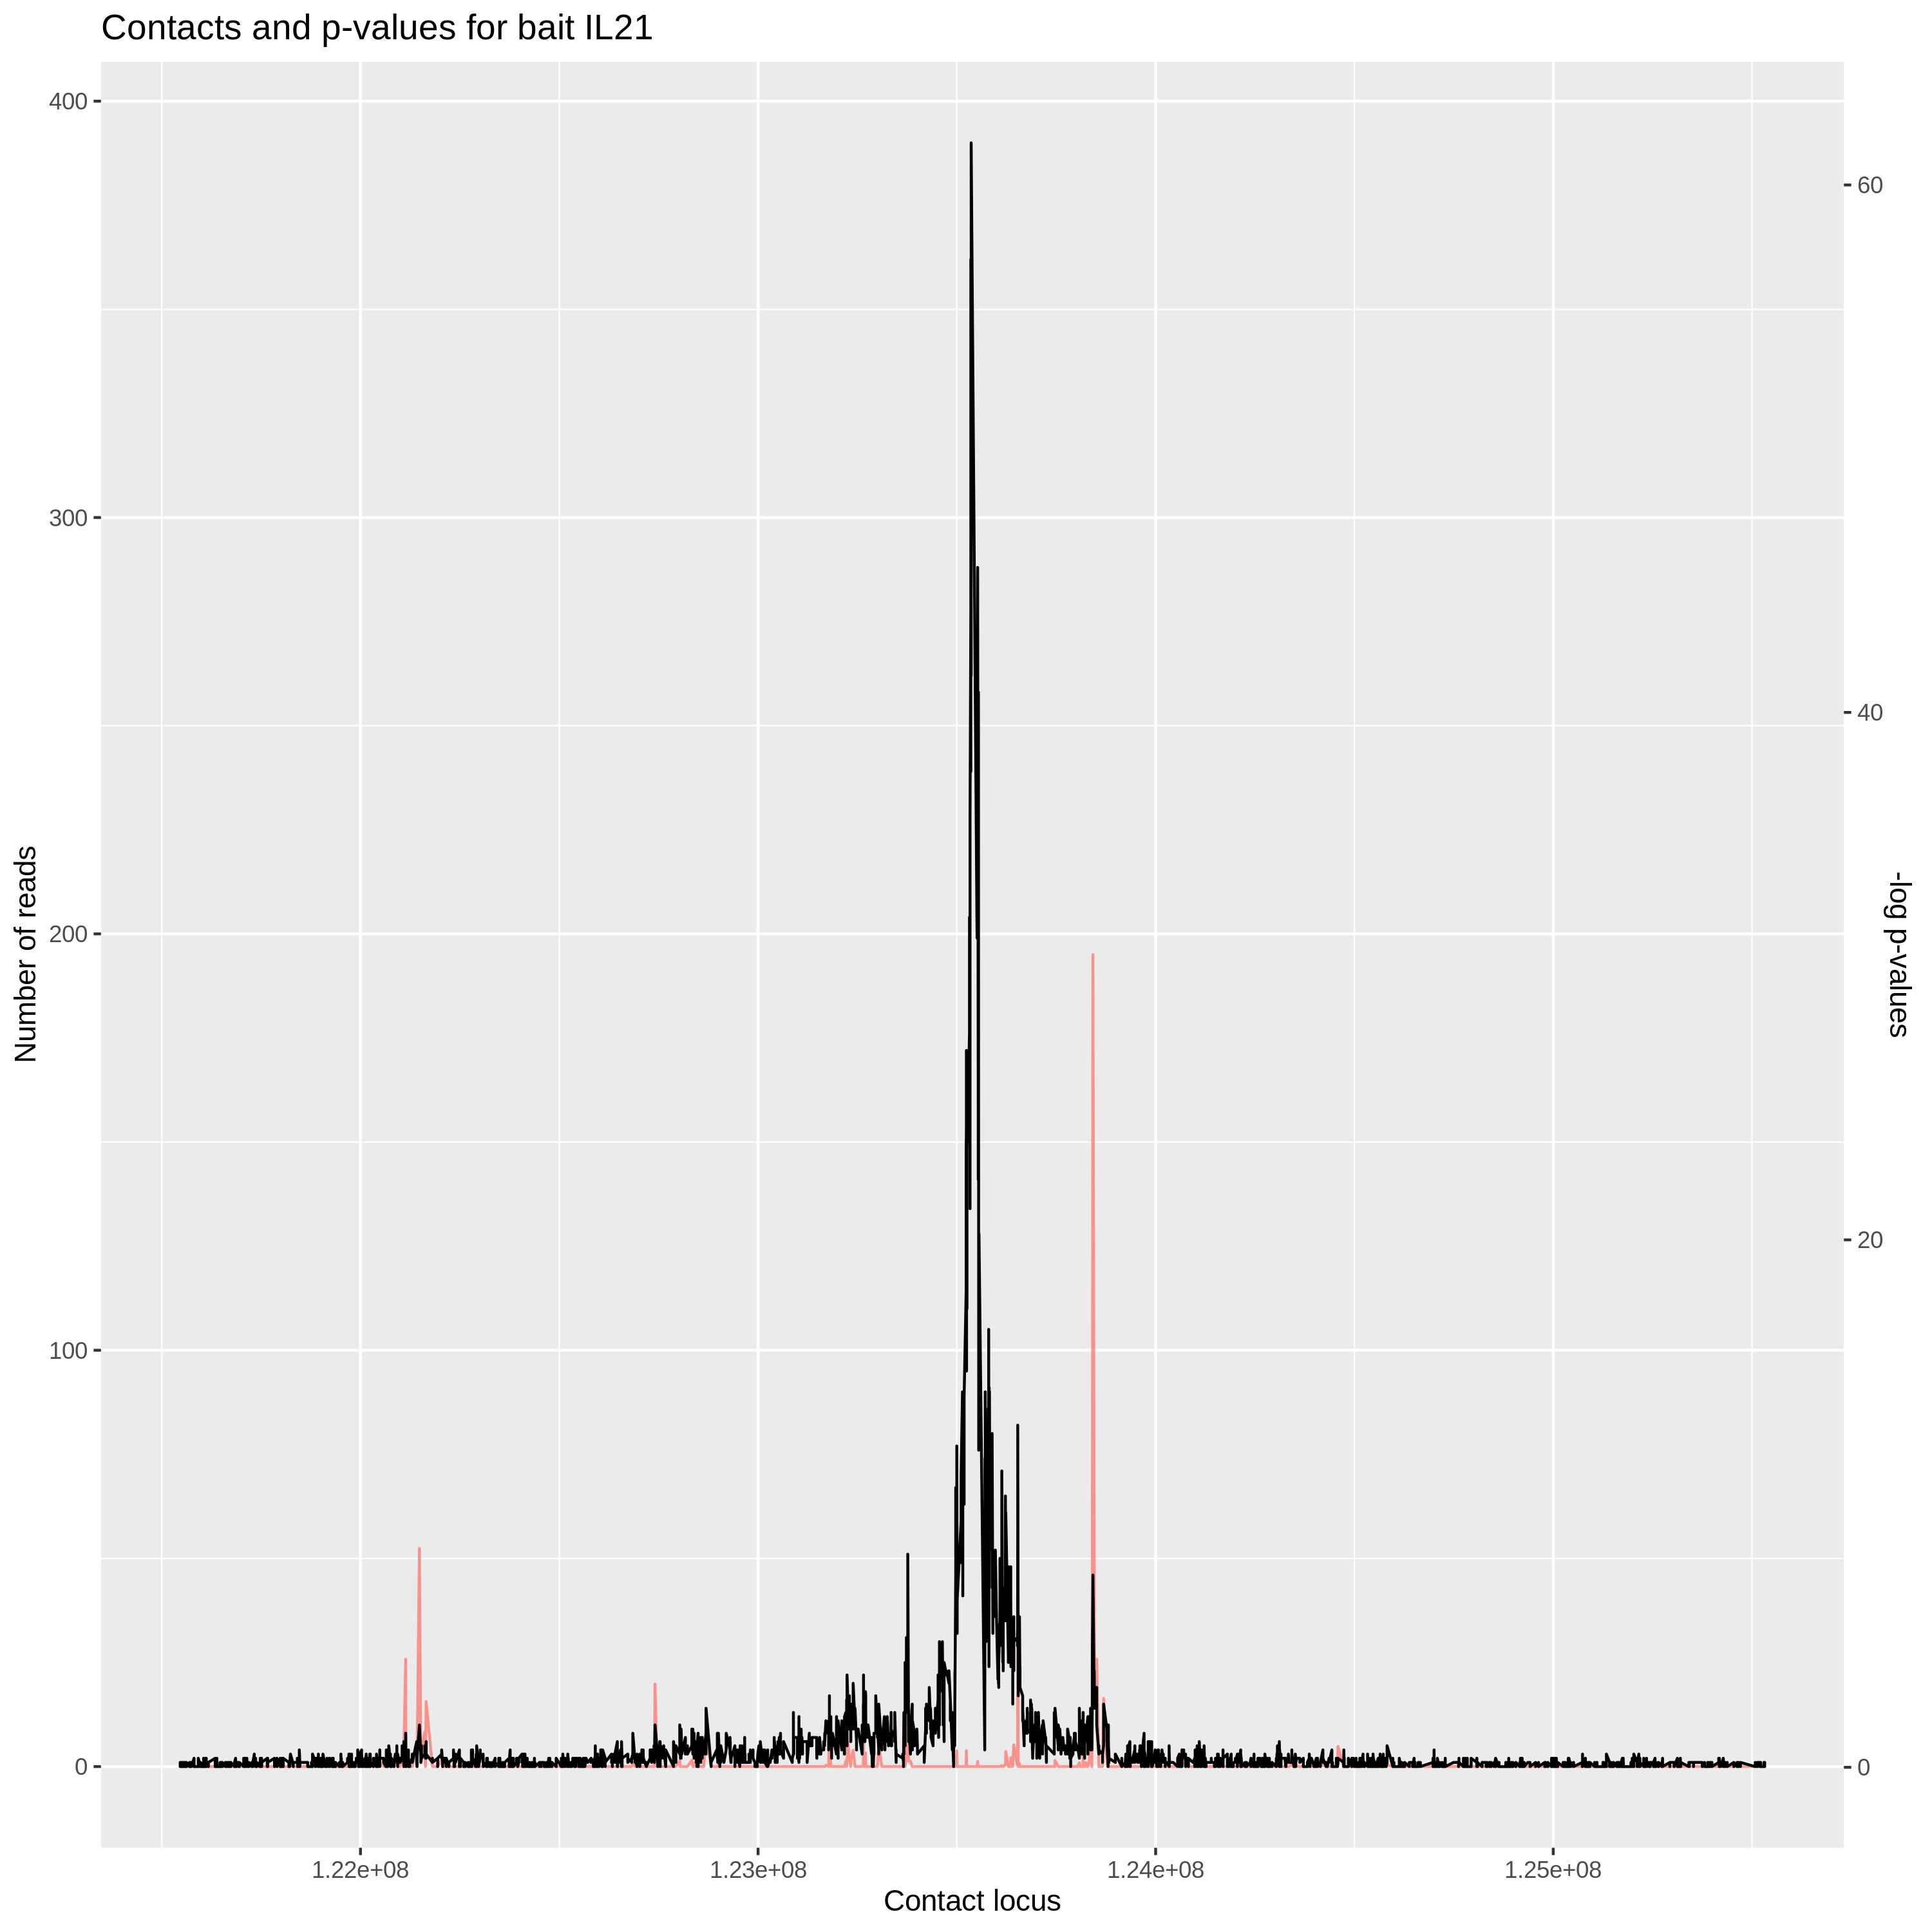 Contacts and p-values for bait IL21
400
300
200
100
0
60
40
20
0
Number of reads
-log p-values
1.22e+08
1.23e+08
1.24e+08
1.25e+08
Contact locus